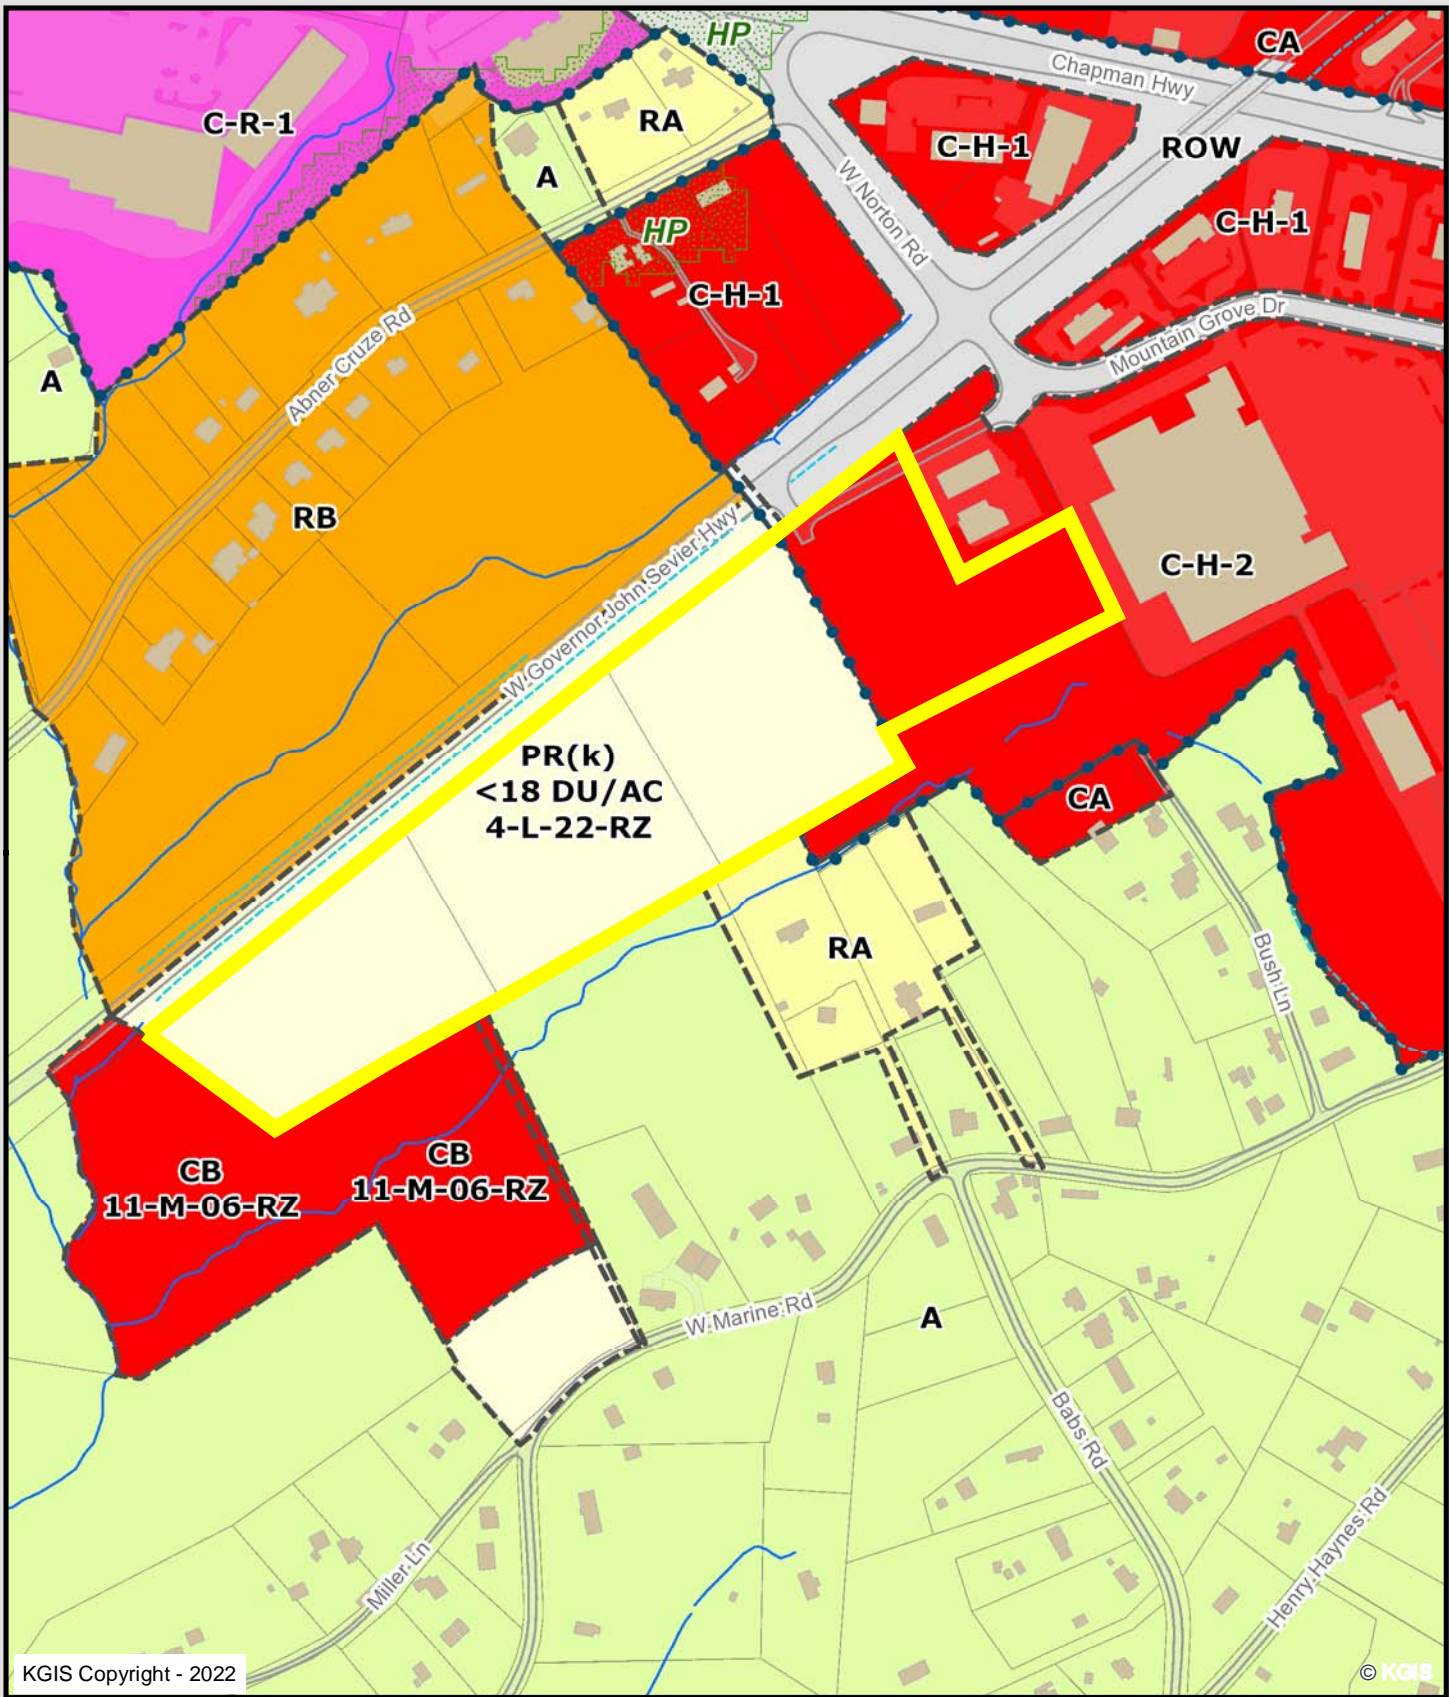 HP
CA
Chapman Hwy
C-R-1
RA
C-H-1
ROW
A
W Norton Rd
HP
C-H-1
C-H-1
Mountain Grove Dr
Abner Cruze Rd
A
RB
W Governor John Sevier Hwy
C-H-2
PR(k)
<18 DU/AC
4-L-22-RZ
CA
RA
Bush Ln
CB
11-M-06-RZ
CB
11-M-06-RZ
W Marine Rd
A
Babs Rd
Miller Ln
Henry Haynes Rd
KGIS Copyright - 2022
© KGIS